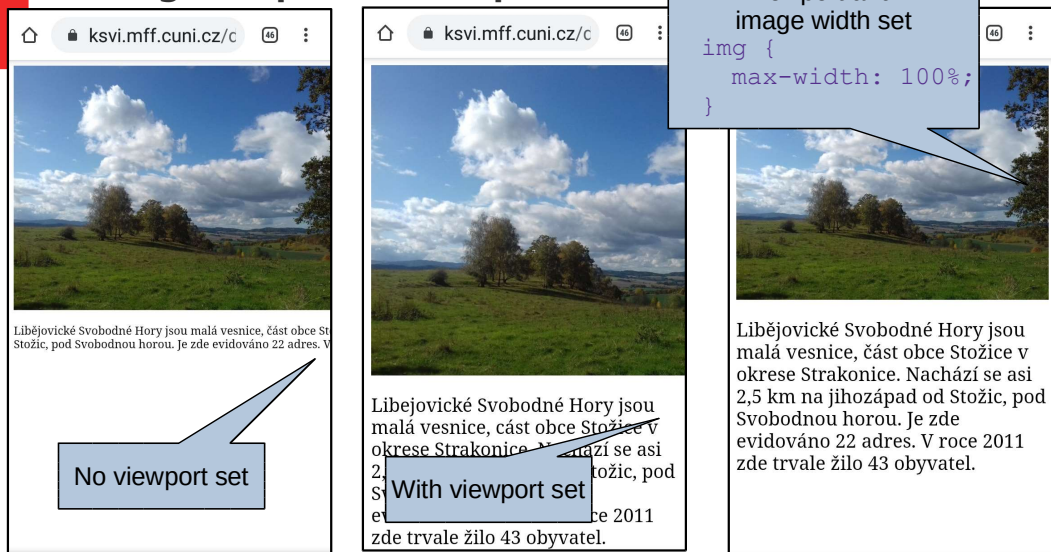 ksvi.mff.cuni.cz/c
46
Libějovické Svobodné Hory jsou malá vesnice, část obce
Stožic, pod Svobodnou horou. Je zde evidováno 22 adres. V
No viewport set
ksvi.mff.cuni.cz/c
46
Libejovické Svobodné Hory jsou
malá vesnice, cást obce Stožice v
okrese Strakonice. se asi
pod
2011
zde trvale žilo 43 obyvatel.
With viewport set
image width set
img {
max-width: 100%;
}
46
Libějovické Svobodné Hory jsou
malá vesnice, část obce Stožice v
okrese Strakonice. Nachází se asi
2,5 km na jihozápad od Stožic, pod
Svobodnou horou. Je zde
evidováno 22 adres. V roce 2011
zde trvale žilo 43 obyvatel.